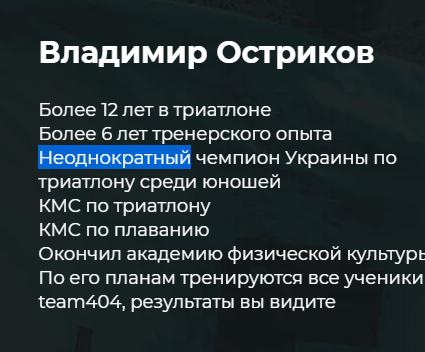 Владимир Остриков
Более 12 лет в триатлоне
Более 6 лет тренерского опыта
Неоднократный чемпион Украины по
триатлону среди юношей
КМС по триатлону
КМС по плаванию
Окончил академию физической культуры
По его планам тренируются все ученики
team404, результаты вы видите